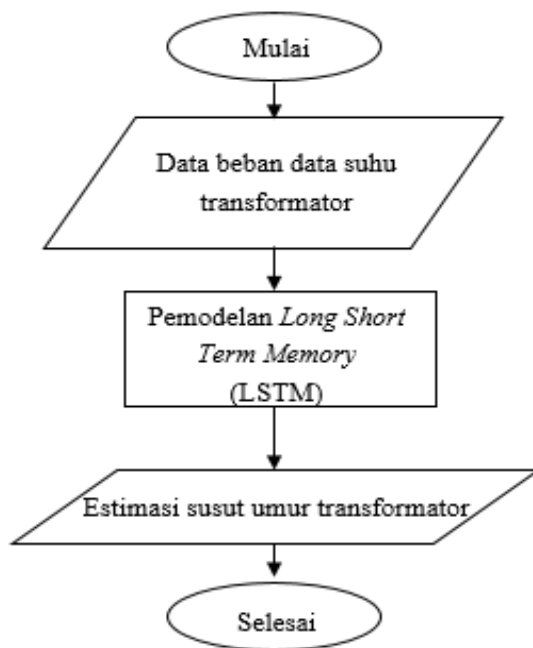 Mulai
Data beban data suhu
transformator
Pemodelan Long Short
Term Memory
(LSTM)
Estimasi susut umur transformator
Selesai